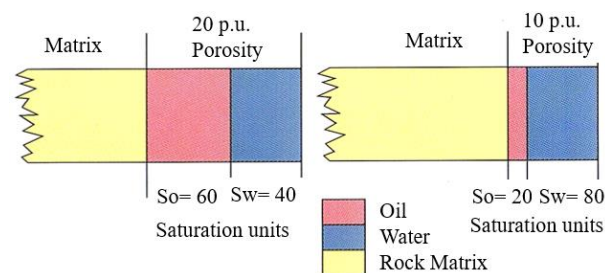 20 p.u.
Matrix
Porosity
So= 60
Sw= 40
Saturation units
10 p.u.
Matrix
Porosity
So= 20
Sw= 80
Saturation units
Oil
Water
Rock Matrix